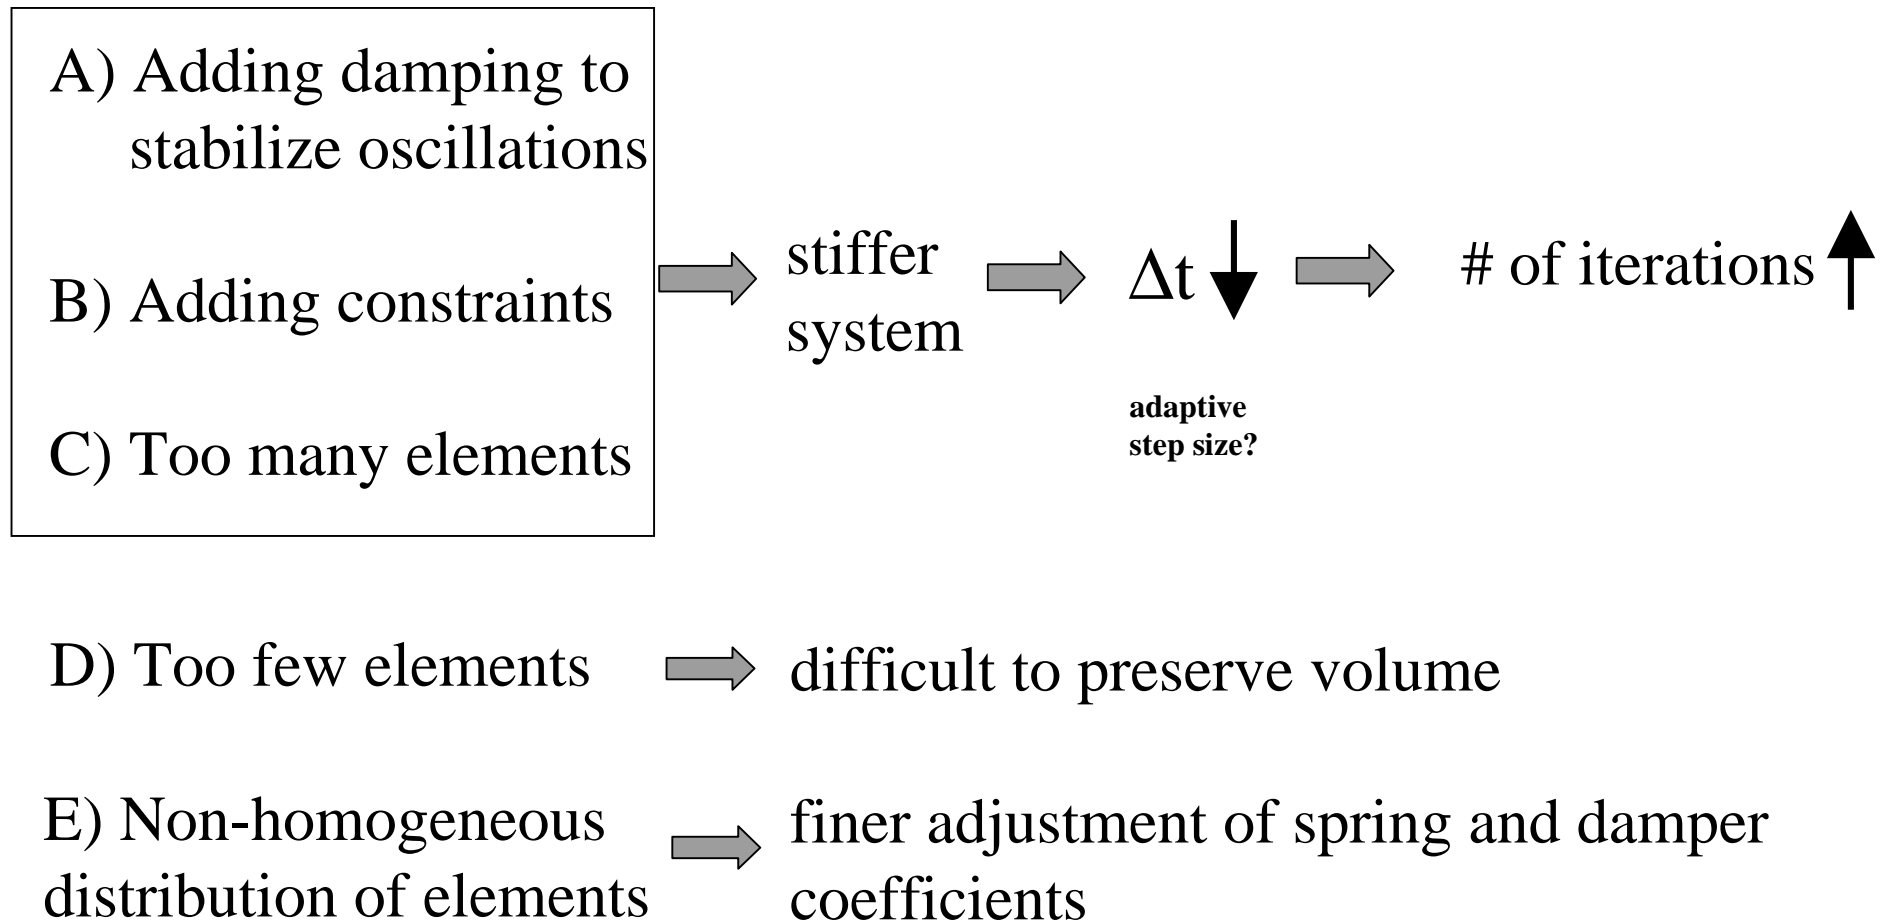 A) Adding damping to
stabilize oscillations
B) Adding constraints
C) Too many elements
stiffer
system
Δt
adaptive
step size?
# of iterations
D) Too few elements
difficult to preserve volume
E) Non-homogeneous
distribution of elements
finer adjustment of spring and damper
coefficients